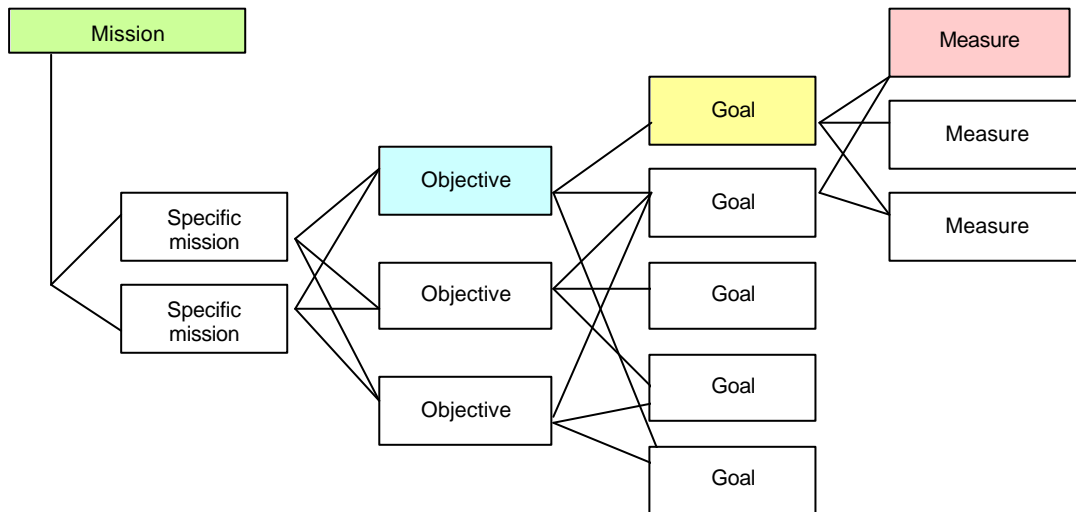 Mission
Specific
mission
Specific
mission
Objective
Objective
Objective
Goal
Goal
Goal
Goal
Goal
Measure
Measure
Measure